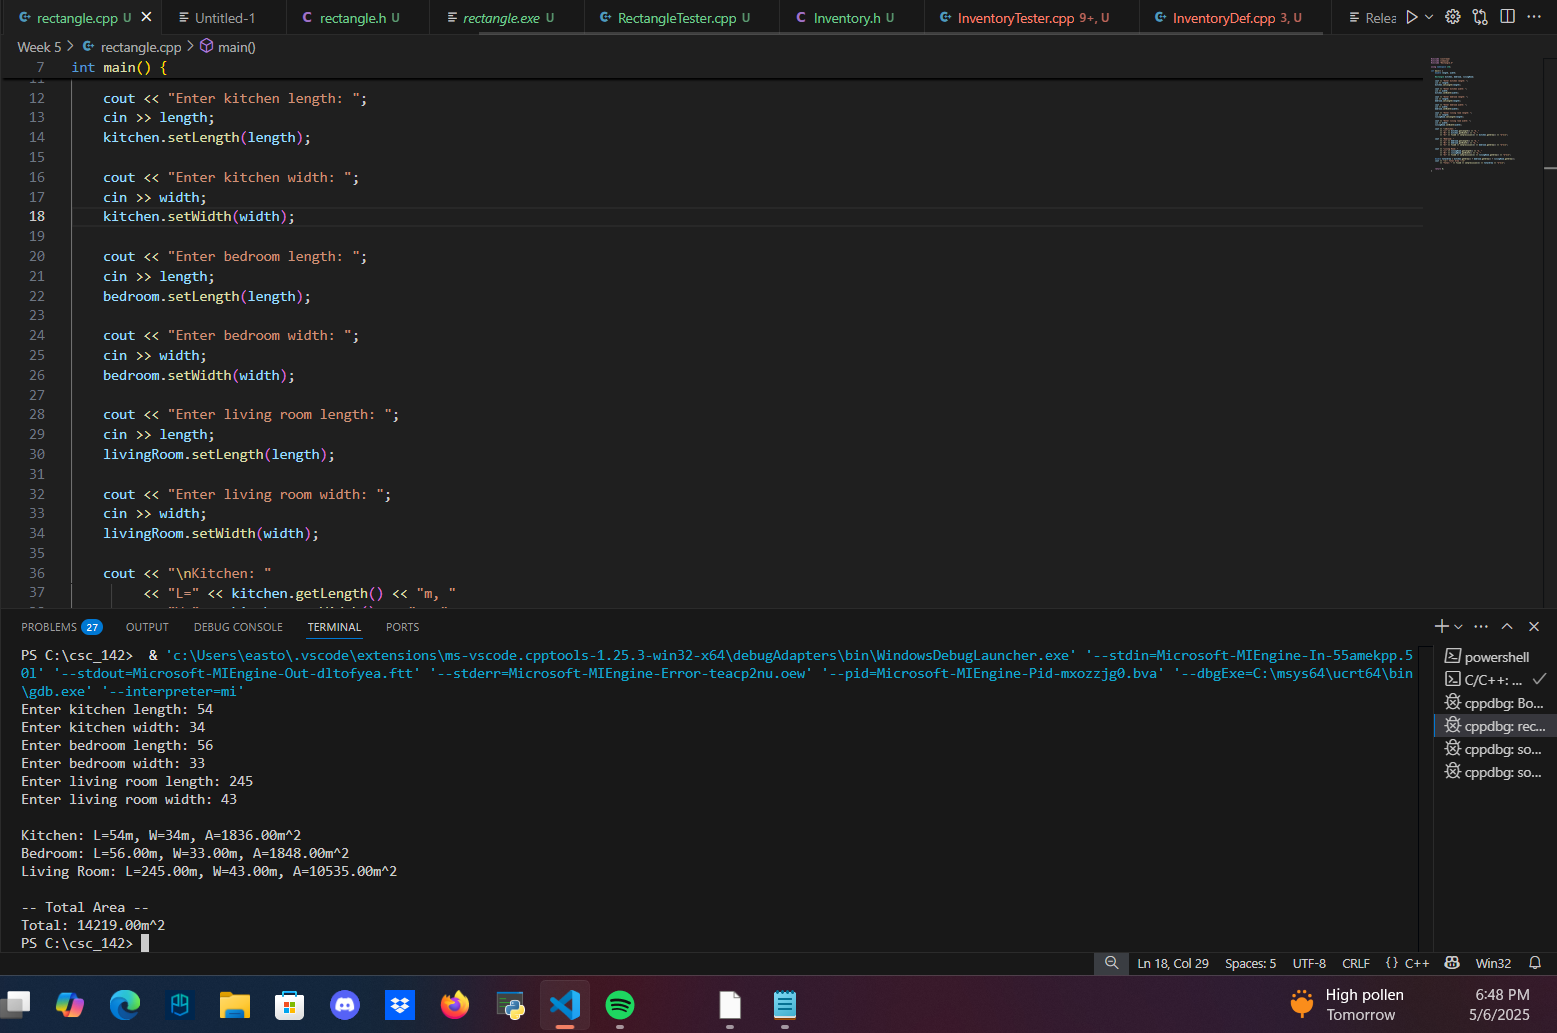 rectangle.cpp U
Untitled-1
C rectangle.h U
rectangle.exe U
RectangleTester.cpp U
C Inventory.h U
InventoryTester.cpp 9+, U
InventoryDef.cpp 3, U
Relea
Week 5 > rectangle.cpp > main()
7 int main() {
12 cout << "Enter kitchen length: ";
13 cin >> length;
14 kitchen.setLength(length);
15
16 cout << "Enter kitchen width: ";
17 cin >> width;
18 kitchen.setWidth(width);
19
20 cout << "Enter bedroom length: ";
21 cin >> length;
22 bedroom.setLength(length);
23
24 cout << "Enter bedroom width: ";
25 cin >> width;
26 bedroom.setWidth(width);
27
28 cout << "Enter living room length: ";
29 cin >> length;
30 livingRoom.setLength(length);
31
32 cout << "Enter living room width: ";
33 cin >> width;
34 livingRoom.setWidth(width);
35
36 cout << "\nKitchen: "
37 << "L=" << kitchen.getLength() << "m, "
PROBLEMS 27 OUTPUT DEBUG CONSOLE TERMINAL PORTS
PS C:\csc_142> & 'c:\Users\easto\.vscode\extensions\ms-vscode.cpptools-1.25.3-win32-x64\debugAdapters\bin\WindowsDebugLauncher.exe' '--stdin=Microsoft-MIEngine-In-55amekpp.5
0l' '--stdout=Microsoft-MIEngine-Out-dltofyea.ftt' '--stderr=Microsoft-MIEngine-Error-teacp2nu.oew' '--pid=Microsoft-MIEngine-Pid-mxozzjg0.bva' '--dbgExe=C:\msys64\ucrt64\bin
\gdb.exe' '--interpreter=mi'
Enter kitchen length: 54
Enter kitchen width: 34
Enter bedroom length: 56
Enter bedroom width: 33
Enter living room length: 245
Enter living room width: 43
Kitchen: L=54m, W=34m, A=1836.00m^2
Bedroom: L=56.00m, W=33.00m, A=1848.00m^2
Living Room: L=245.00m, W=43.00m, A=10535.00m^2
-- Total Area --
Total: 14219.00m^2
PS C:\csc_142>
powershell
C/C++: ...
cppdbg: Bo...
cppdbg: rec...
cppdbg: so...
cppdbg: so...
Ln 18, Col 29 Spaces: 5 UTF-8 CRLF {} C++ Win32
High pollen
Tomorrow
6:48 PM
5/6/2025